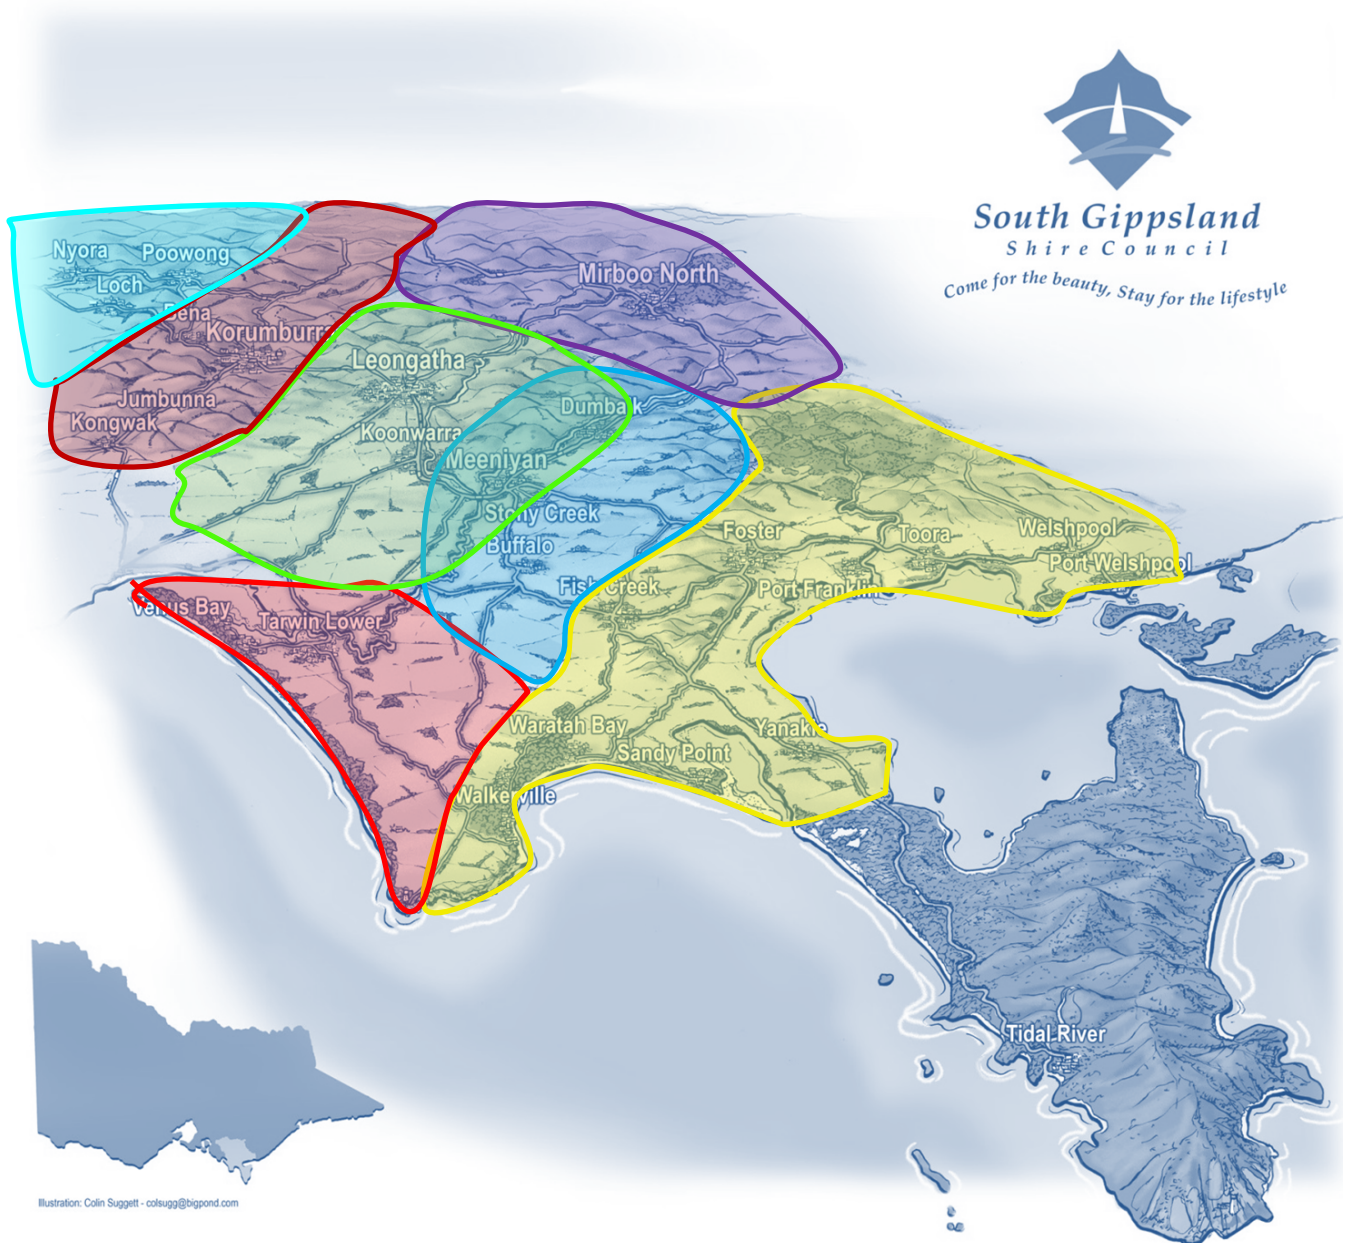 South Gippsland
Shire Council
Come for the beauty, Stay for the lifestyle
Nyora
Poowong
Loch
Bena
Korumburra
Mirboo North
Leongatha
Jumbunna
Kongwak
Dumbalk
Koonwarra
Meeniyan
Stony Creek
Buffalo
Foster
Toora
Welshpool
Port Welshpool
Fish Creek
Port Franklin
Venus Bay
Tarwin Lower
Waratah Bay
Yanakie
Sandy Point
Walkerville
Tidal River
Illustration: Colin Suggett - colsugg@bigpond.com